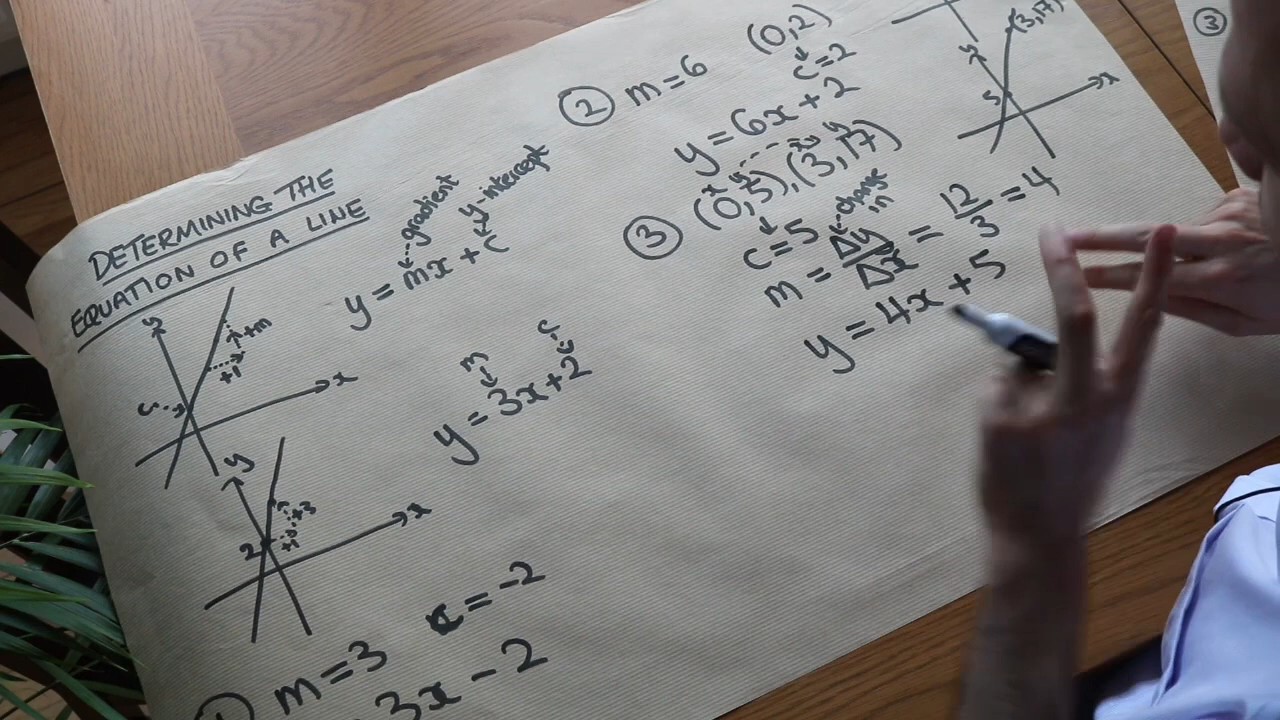 DETERMINING THE
EQUATION OF A LINE
y = mx + c
gradient
y-intercept
y
x
c
+1
+m
y = 3x + 2
m
c
y
x
2
+1
+3
① m = 3 c = -2
3x - 2
② m = 6 (0,2)
c = 2
y = 6x + 2
③ (0,5), (3,17)
x y x y
c = 5
m = Δy/Δx = 12/3 = 4
change in
y = 4x + 5
(3,17)
y
x
5
③